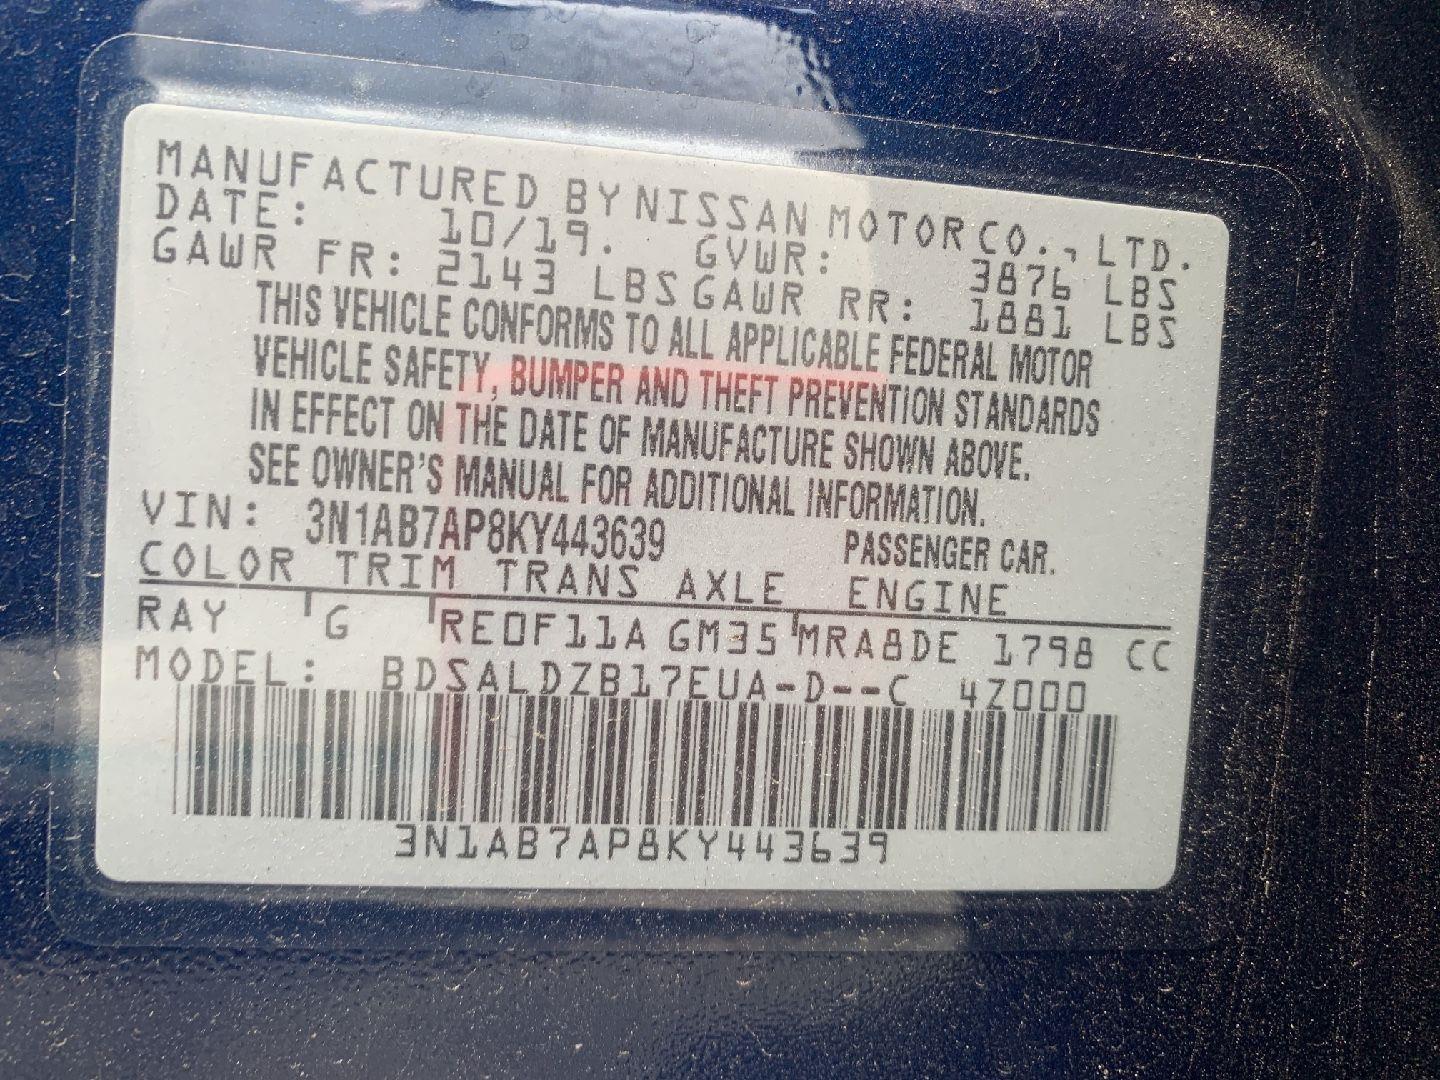 MANUFACTURED BY NISSAN MOTOR CO., LTD.
DATE: 10/19. GVWR: 3876 LBS
GAWR FR: 2143 LBS GAWR RR: 1881 LBS
THIS VEHICLE CONFORMS TO ALL APPLICABLE FEDERAL MOTOR
VEHICLE SAFETY, BUMPER AND THEFT PREVENTION STANDARDS
IN EFFECT ON THE DATE OF MANUFACTURE SHOWN ABOVE.
SEE OWNER'S MANUAL FOR ADDITIONAL INFORMATION.
VIN: 3N1AB7AP8KY443639 PASSENGER CAR.
COLOR TRIM TRANS AXLE ENGINE
RAY G RE0F11A GM35 MRA8DE 1798 CC
MODEL: BDSALDZB17EUA-D--C 4Z000
3N1AB7AP8KY443639